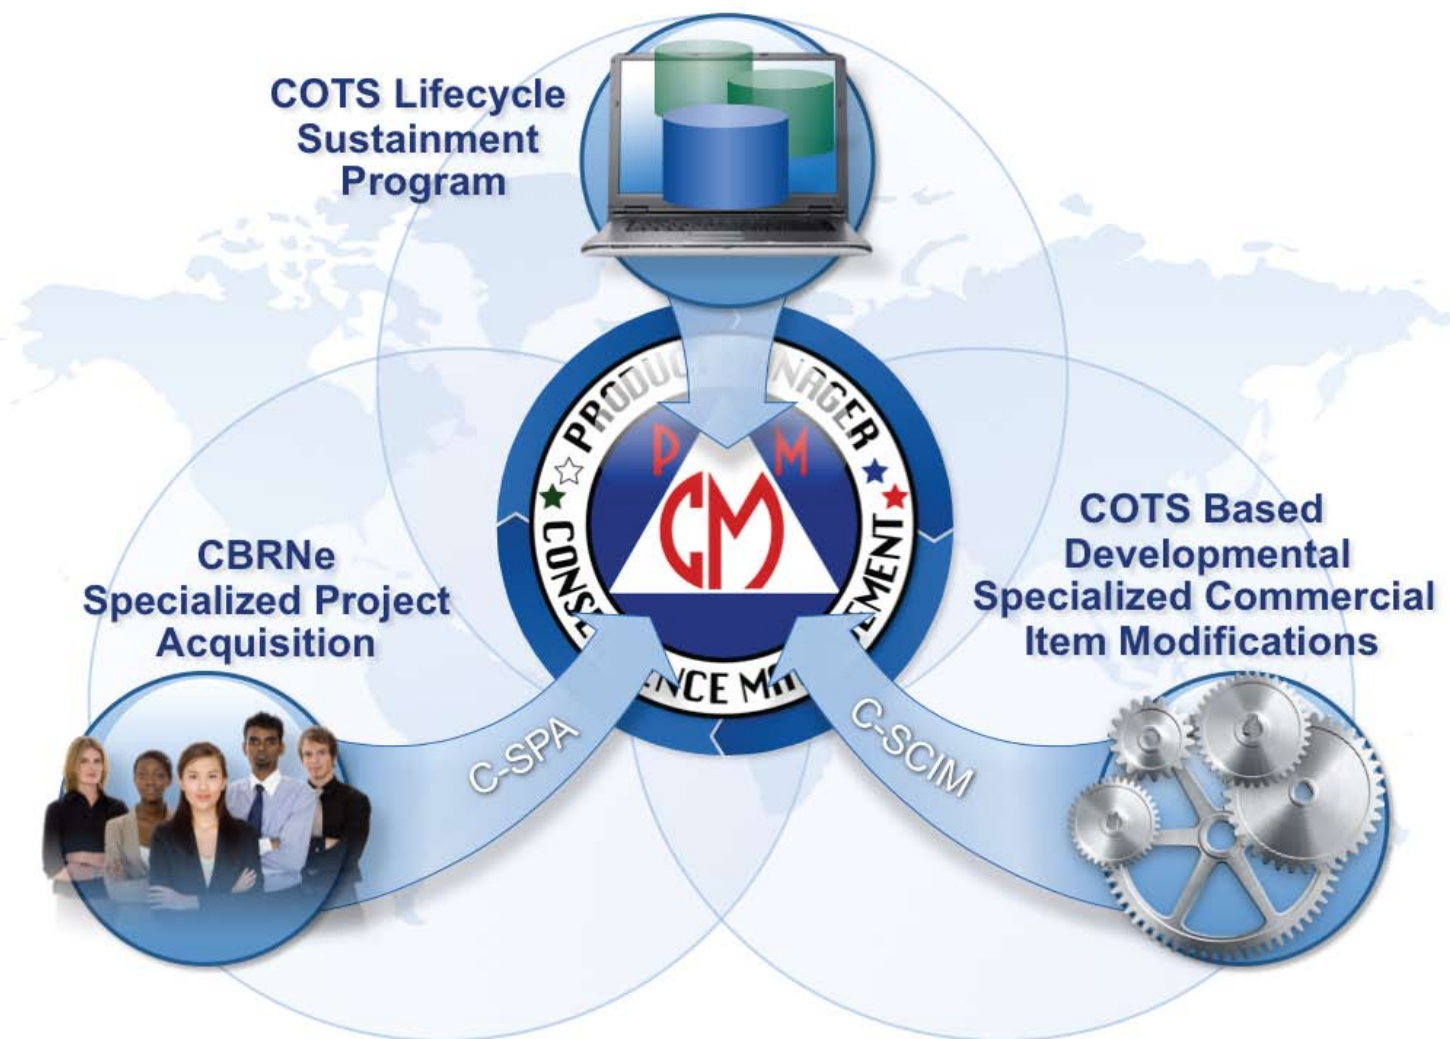 COTS Lifecycle
Sustainment
Program
PRODUC MANAGER
P M
CM
CBRNe
Specialized Project
Acquisition
COTS Based
Developmental
Specialized Commercial
Item Modifications
C-SPA
C-SCIM